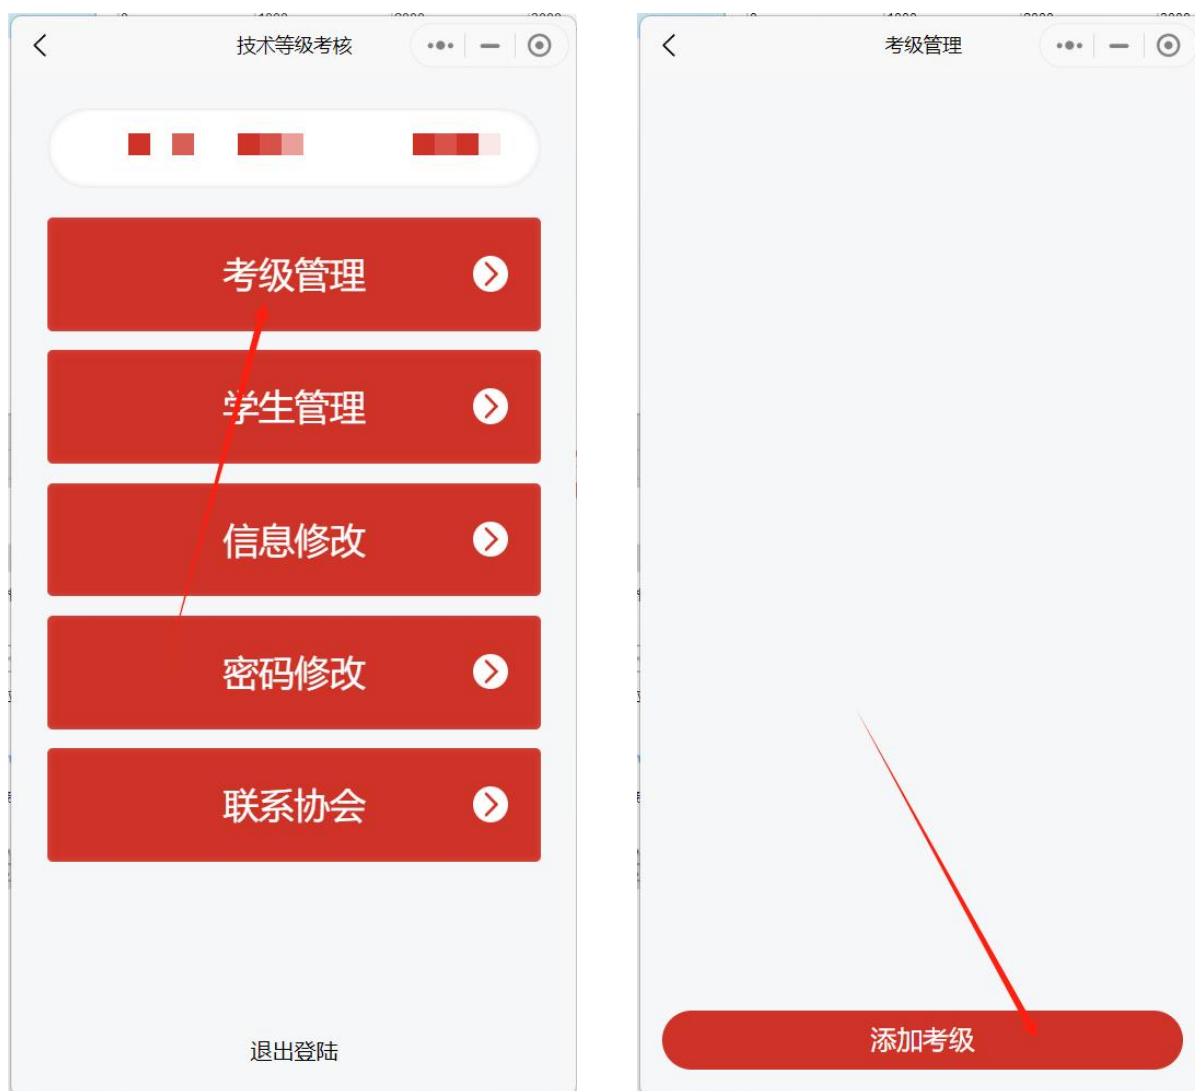 技术等级考核
考级管理
学生管理
信息修改
密码修改
联系协会
退出登陆
考级管理
添加考级